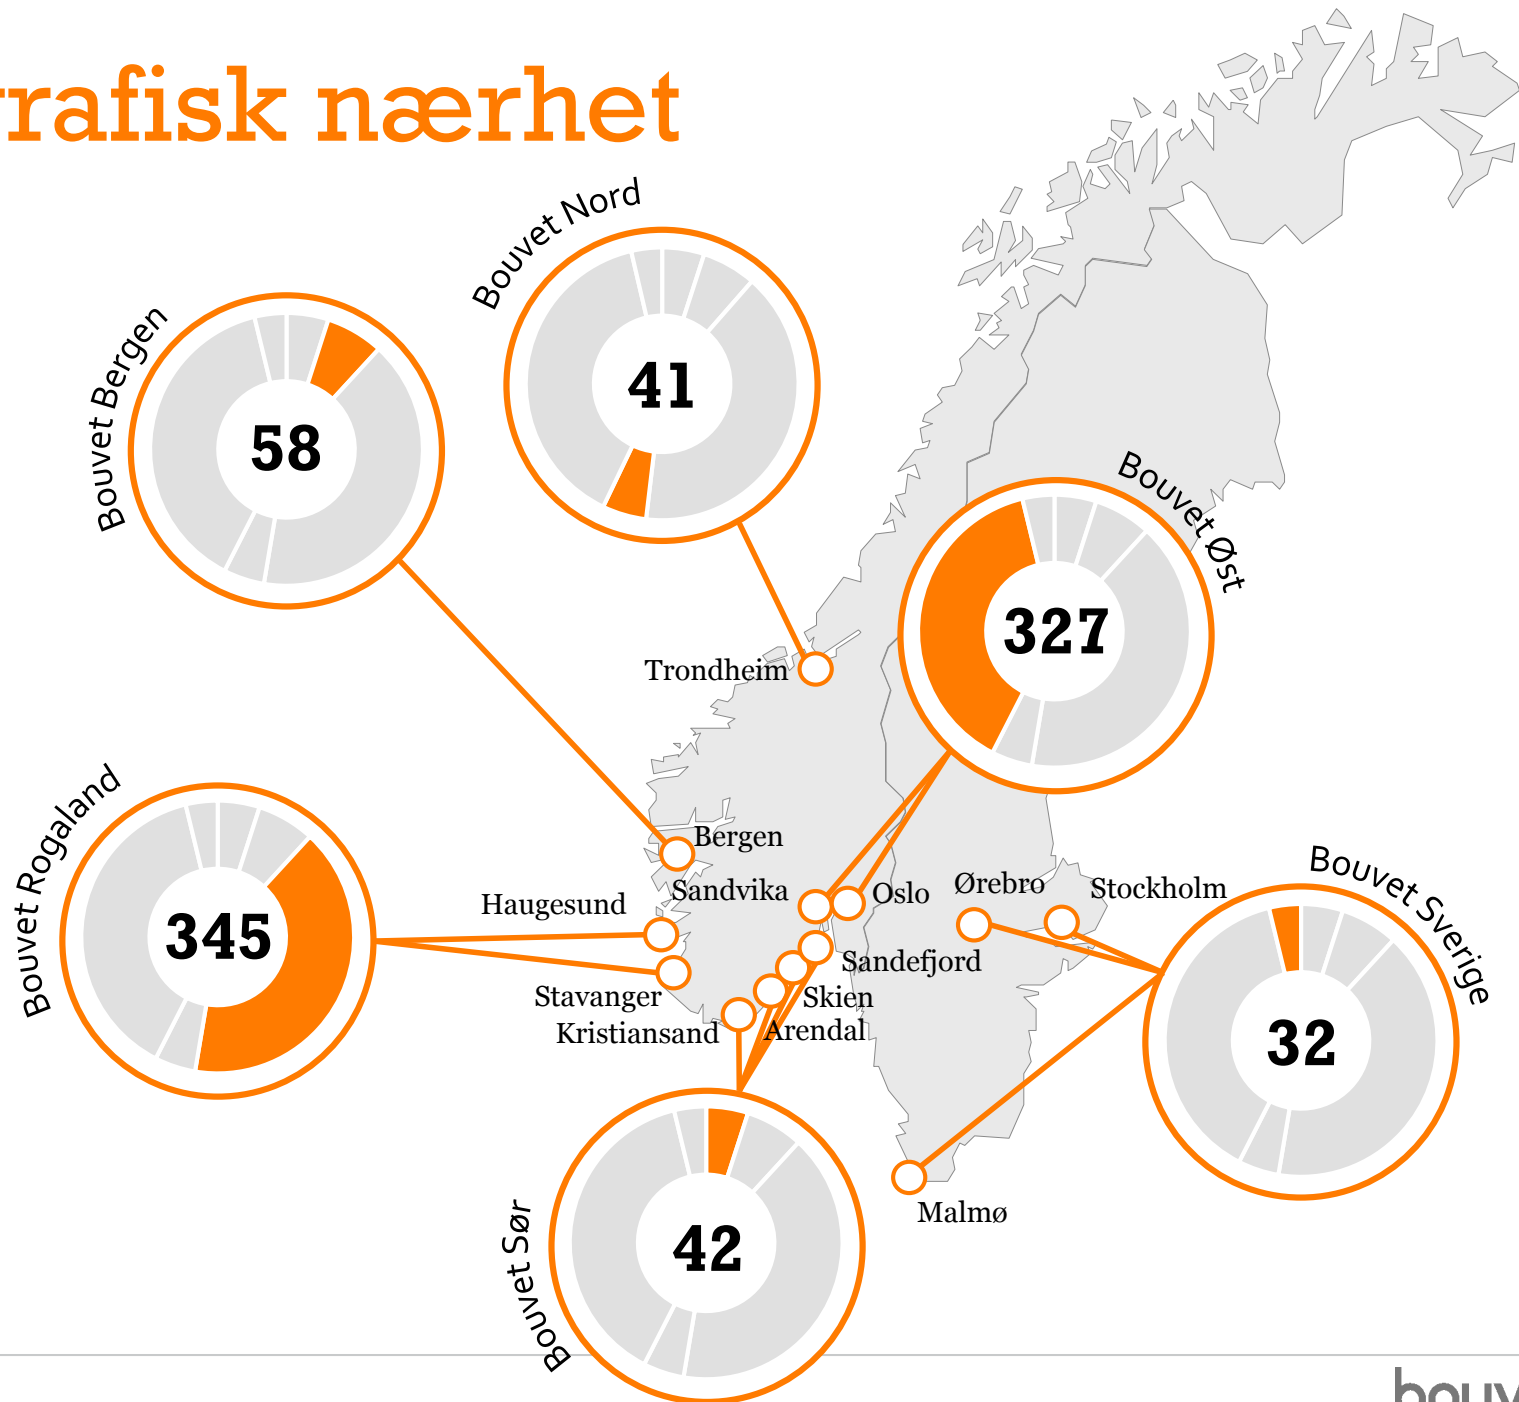 rafisk nærhet
Bouvet Nord
41
Bouvet Bergen
58
Bouvet Øst
327
Trondheim
Bouvet Rogaland
345
Bergen
Sandvika
Oslo
Haugesund
Ørebro
Stockholm
Bouvet Sverige
32
Sandefjord
Stavanger
Skien
Kristiansand
Arendal
Malmø
Bouvet Sør
42
bouv